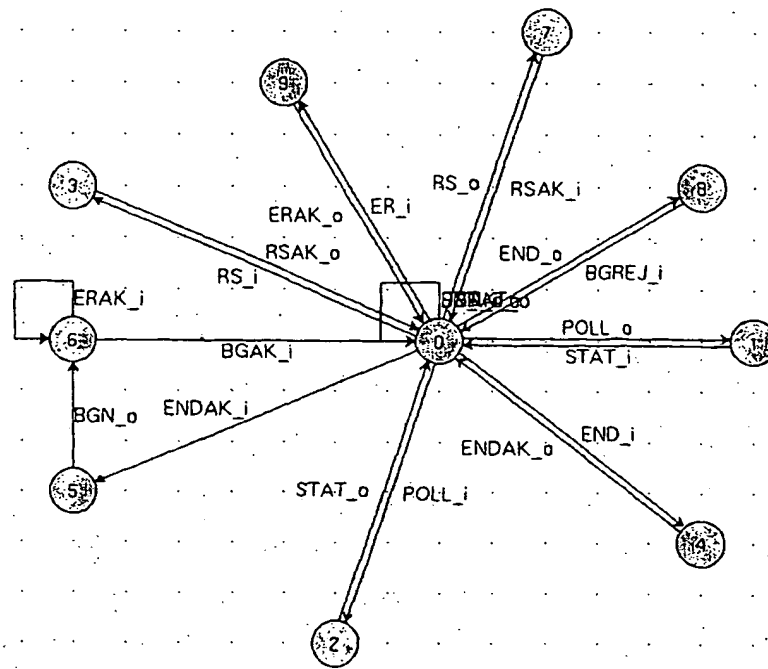 7
9
RS_o
RSAK_i
3
ERAK_o
ER_i
8
RSAK_o
END_o
RS_i
BGREJ_i
ERAK_i
6
0
POLL_o
1
BGAK_i
STAT_i
BGN_o
ENDAK_i
END_i
ENDAK_o
5
STAT_o
POLL_i
4
2